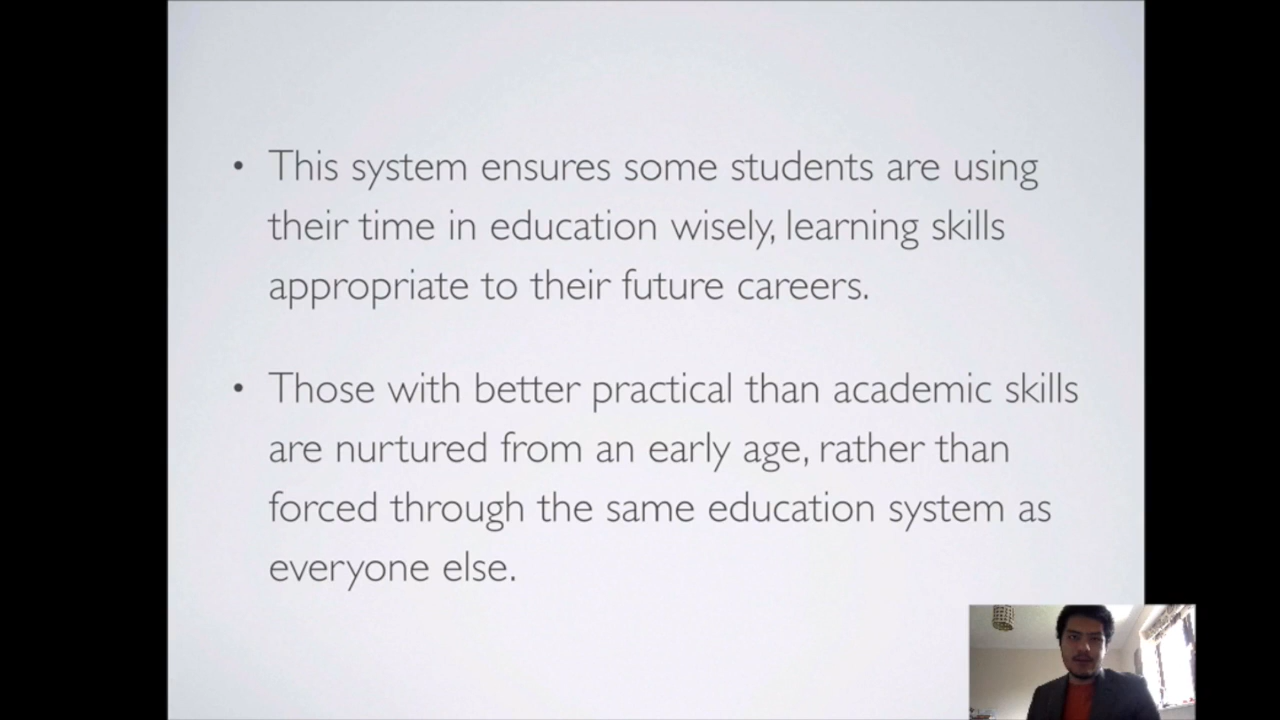 • This system ensures some students are using
their time in education wisely, learning skills
appropriate to their future careers.
• Those with better practical than academic skills
are nurtured from an early age, rather than
forced through the same education system as
everyone else.